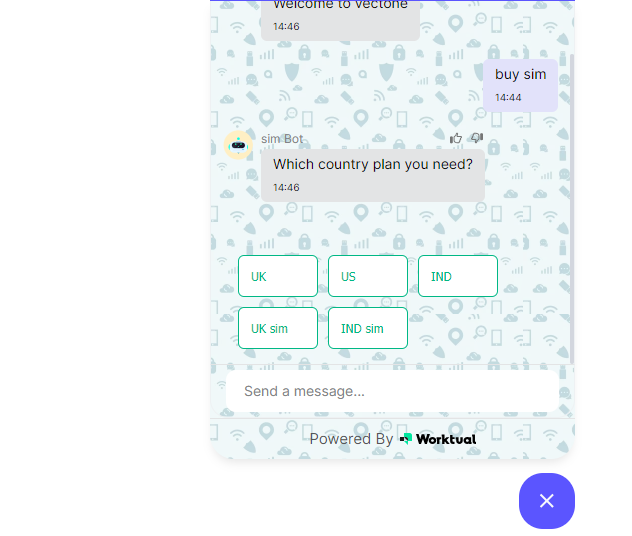 Welcome to vectone
14:46
buy sim
14:44
sim Bot
Which country plan you need?
14:46
UK
US
IND
UK sim
IND sim
Send a message...
Powered By Worktual